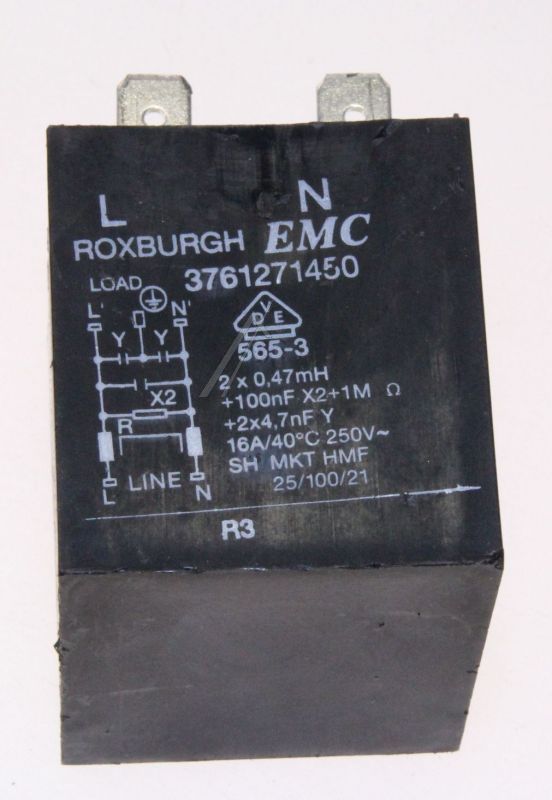 L N
ROXBURGH EMC
3761271450
LOAD
L' N'
VDE
Y Y
565-3
2 x 0,47mH
X2
+100nF X2+1M Ω
R
+2x4,7nF Y
16A/40°C 250V~
SH MKT HMF
L LINE N
25/100/21
R3